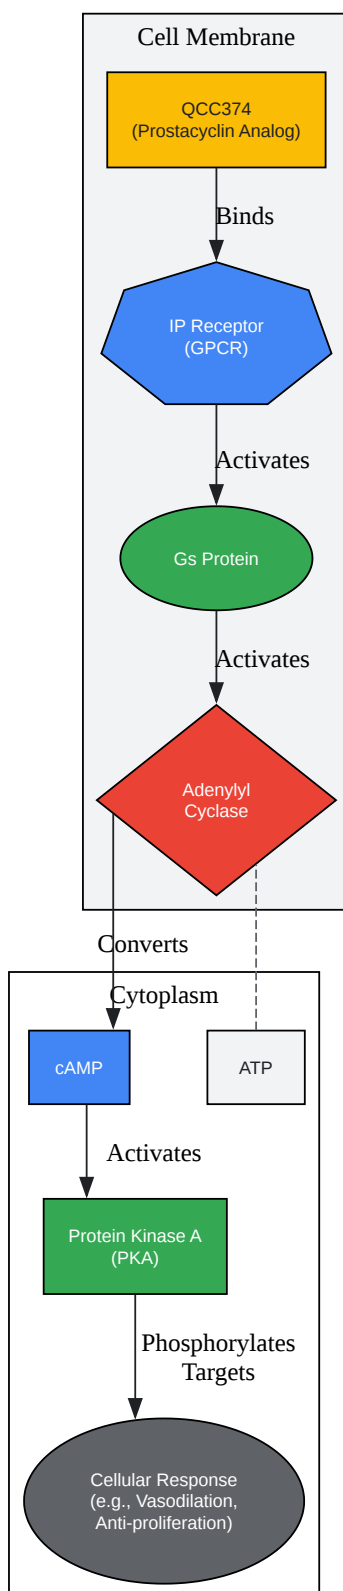 Cell Membrane
QCC374
(Prostacyclin Analog)
Binds
IP Receptor
(GPCR)
Activates
Gs Protein
Activates
Adenylyl
Cyclase
Converts
Cytoplasm
cAMP
ATP
Activates
Protein Kinase A
(PKA)
Phosphorylates
Targets
Cellular Response
(e.g., Vasodilation,
Anti-proliferation)